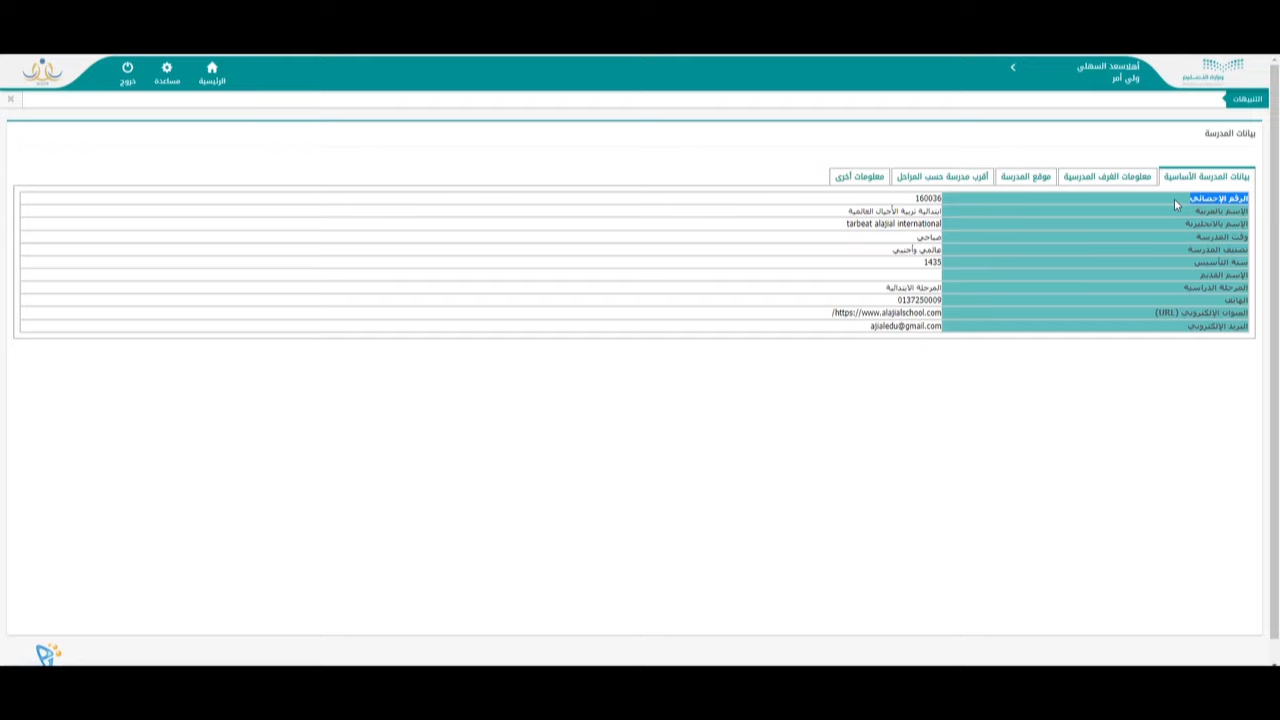 وزارة التعليم
أهلا سعد السهلي
ولي أمر
الرئيسية
مساعدة
خروج
التنبيهات
بيانات المدرسة
بيانات المدرسة الأساسية
معلومات الغرف المدرسية
موقع المدرسة
أقرب مدرسة حسب المراحل
معلومات أخرى
الرقم الإحصائي 160036
الإسم بالعربية ابتدائية تربية الأجيال العالمية
الإسم بالانجليزية tarbeat alajial international
وقت المدرسة صباحي
تصنيف المدرسة عالمي وأجنبي
سنة التأسيس 1435
الإسم القديم
المرحلة الدراسية المرحلة الابتدائية
الهاتف 0137250009
العنوان الإلكتروني (URL) https://www.alajialschool.com/
البريد الإلكتروني ajialedu@gmail.com